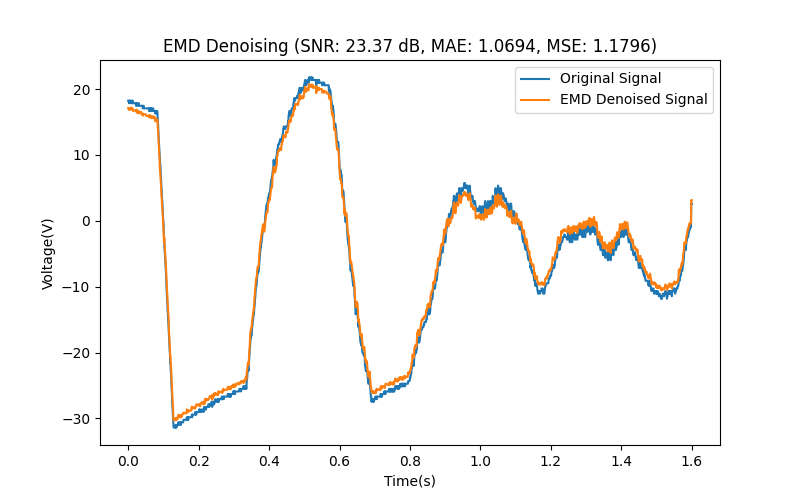 EMD Denoising (SNR: 23.37 dB, MAE: 1.0694, MSE: 1.1796)
Original Signal
EMD Denoised Signal
20
10
0
−10
−20
−30
Voltage(V)
0.0 0.2 0.4 0.6 0.8 1.0 1.2 1.4 1.6
Time(s)